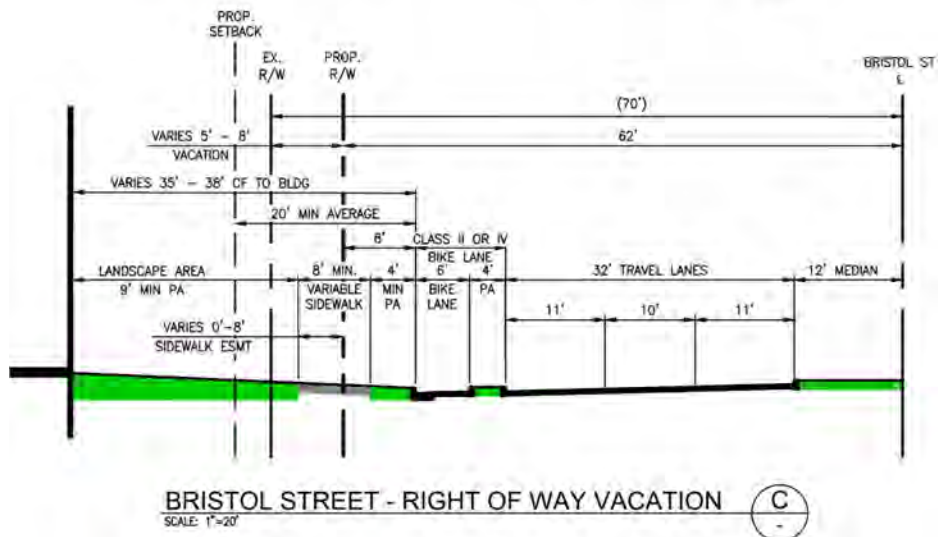 PROP.
SETBACK
EX.
R/W
PROP.
R/W
BRISTOL ST
(70')
VARIES 5' - 8'
VACATION
62'
VARIES 35' - 38' CF TO BLDG
20' MIN AVERAGE
8'
CLASS II OR IV
BIKE LANE
LANDSCAPE AREA
9' MIN PA
8' MIN.
VARIABLE
SIDEWALK
4'
MIN
PA
6'
BIKE
LANE
4'
PA
32' TRAVEL LANES
12' MEDIAN
11'
10'
11'
VARIES 0'-8'
SIDEWALK ESMT
BRISTOL STREET - RIGHT OF WAY VACATION
SCALE: 1"=20'
C
-